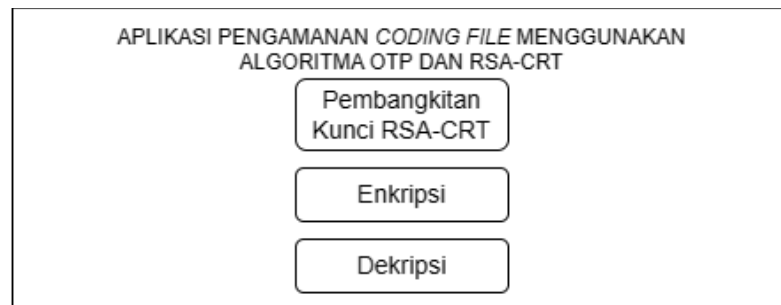 APLIKASI PENGAMANAN CODING FILE MENGGUNAKAN
ALGORITMA OTP DAN RSA-CRT
Pembangkitan
Kunci RSA-CRT
Enkripsi
Dekripsi